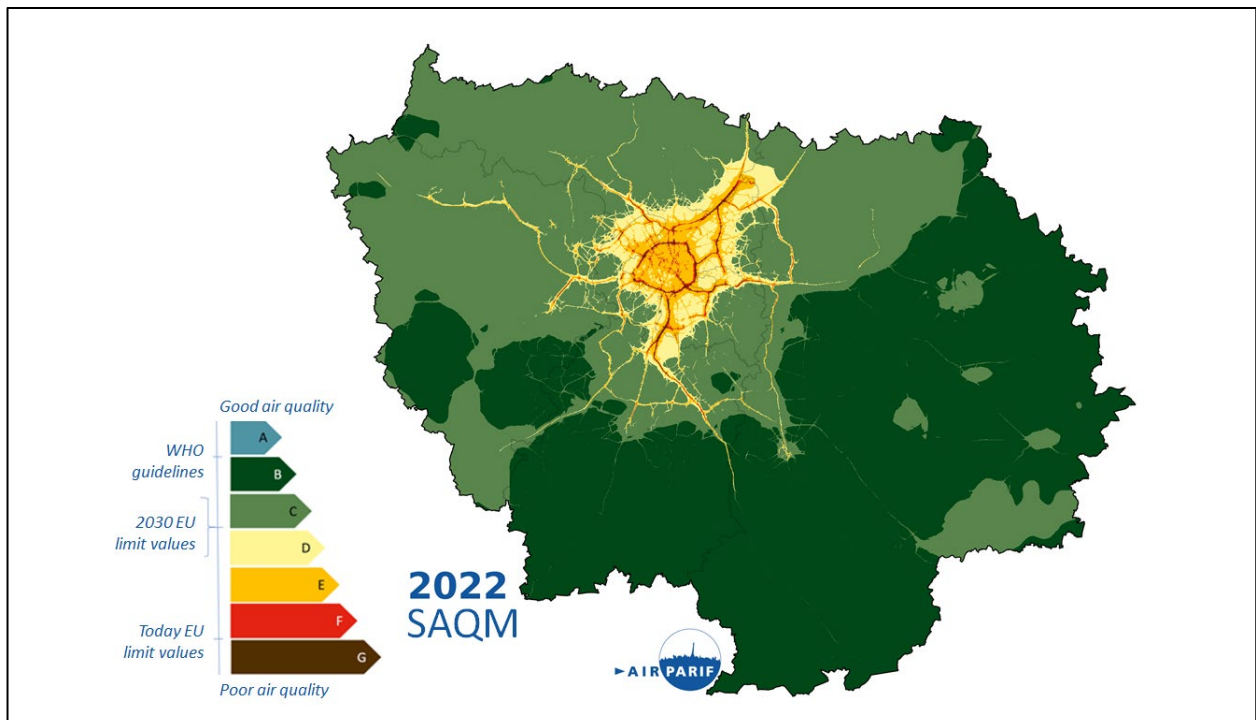 Good air quality
A
WHO
guidelines
B
C
2030 EU
limit values
D
E
F
Today EU
limit values
G
Poor air quality
2022
SAQM
AIRPARIF